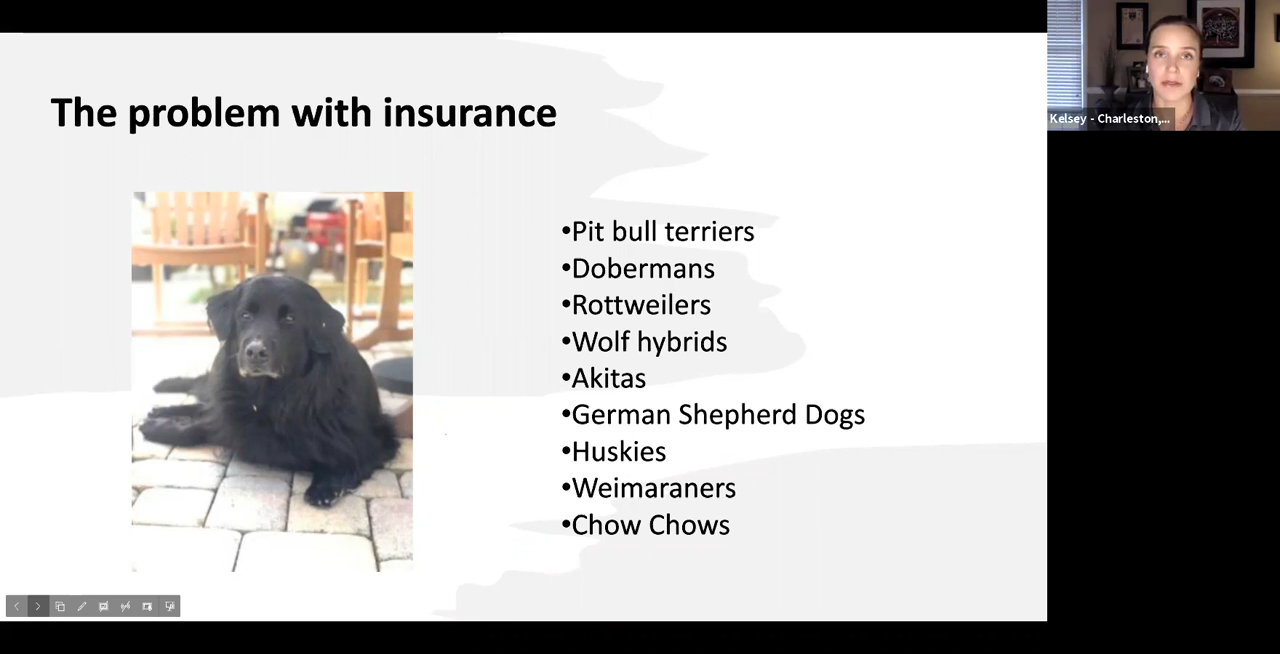 The problem with insurance
•Pit bull terriers
•Dobermans
•Rottweilers
•Wolf hybrids
•Akitas
•German Shepherd Dogs
•Huskies
•Weimaraners
•Chow Chows
Kelsey - Charleston,...